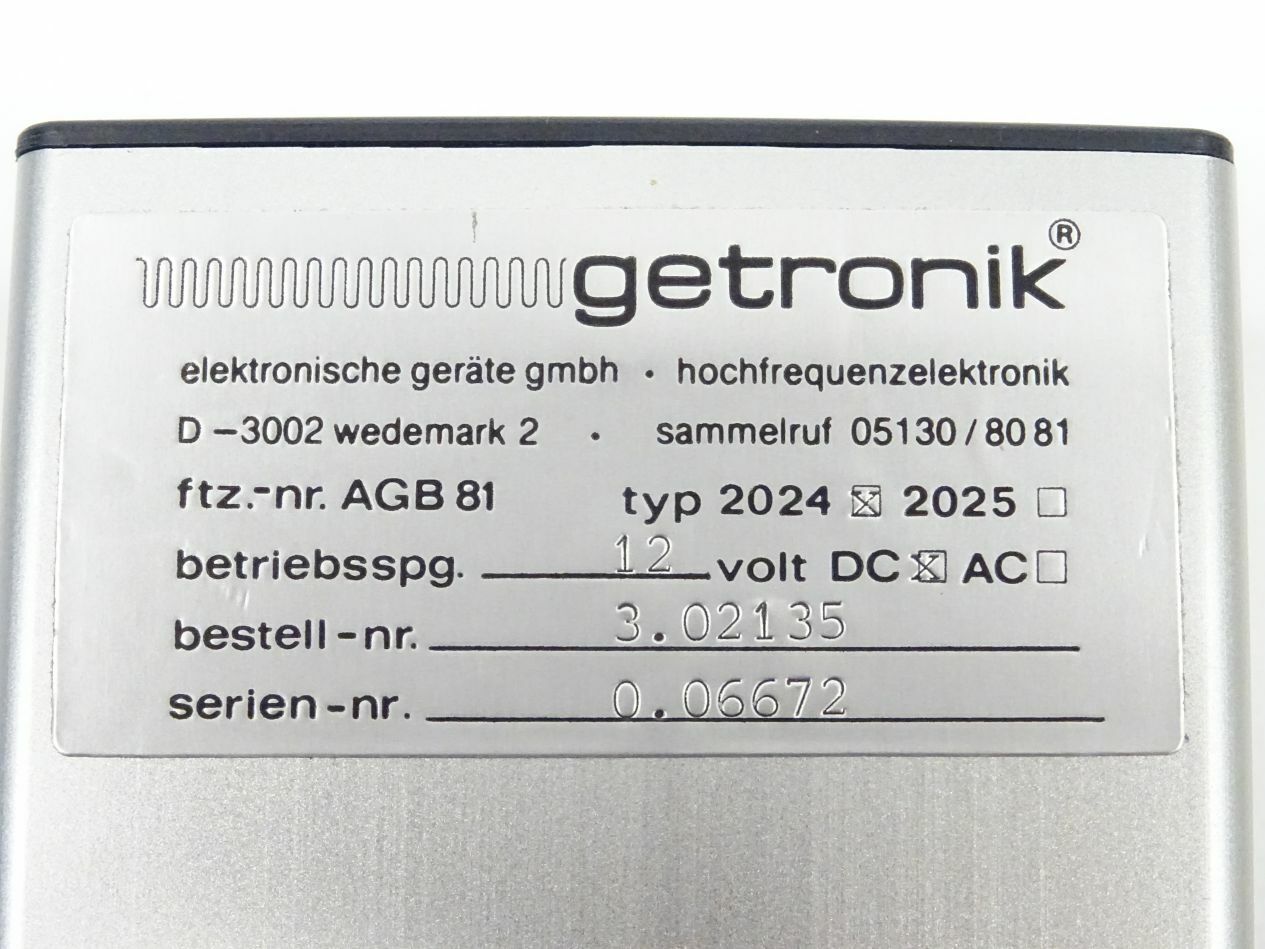 getronik®
elektronische geräte gmbh · hochfrequenzelektronik
D -3002 wedemark 2 · sammelruf 05130 / 80 81
ftz.-nr. AGB 81 typ 2024 ☒ 2025 ☐
betriebsspg. 12 volt DC ☒ AC ☐
bestell-nr. 3.02135
serien-nr. 0.06672